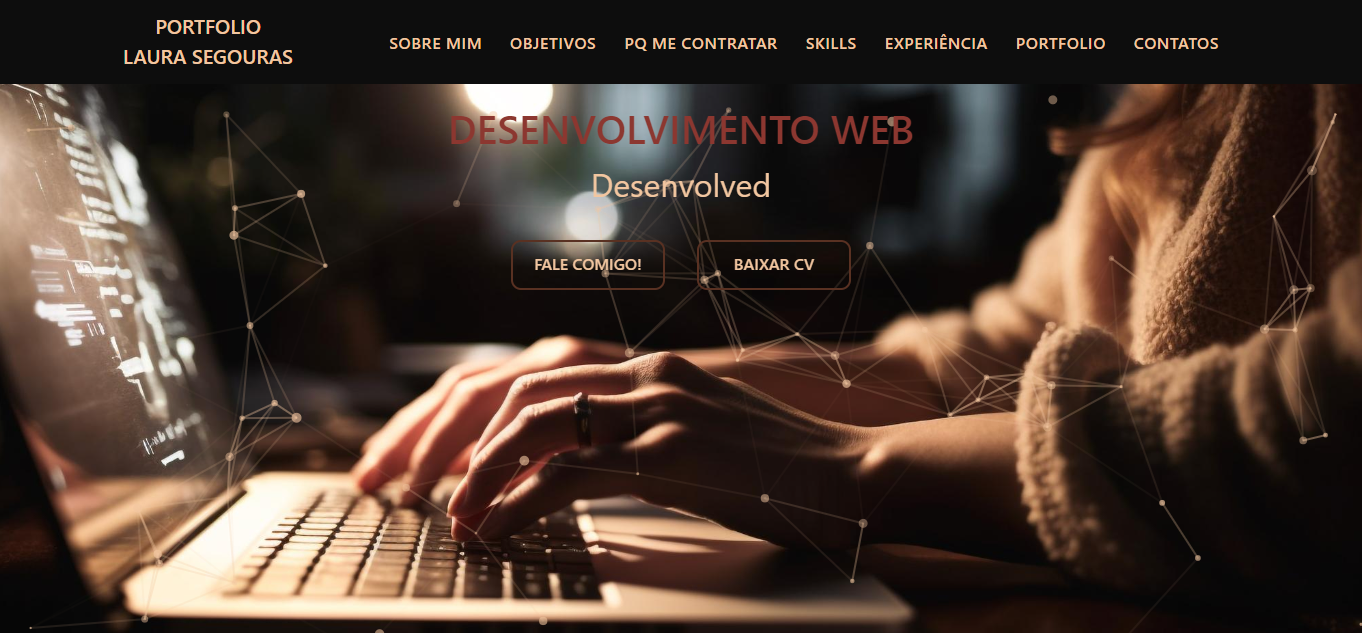 PORTFOLIO
LAURA SEGOURAS
SOBRE MIM OBJETIVOS PQ ME CONTRATAR SKILLS EXPERIÊNCIA PORTFOLIO CONTATOS
DESENVOLVIMENTO WEB
Desenvolved
FALE COMIGO! BAIXAR CV